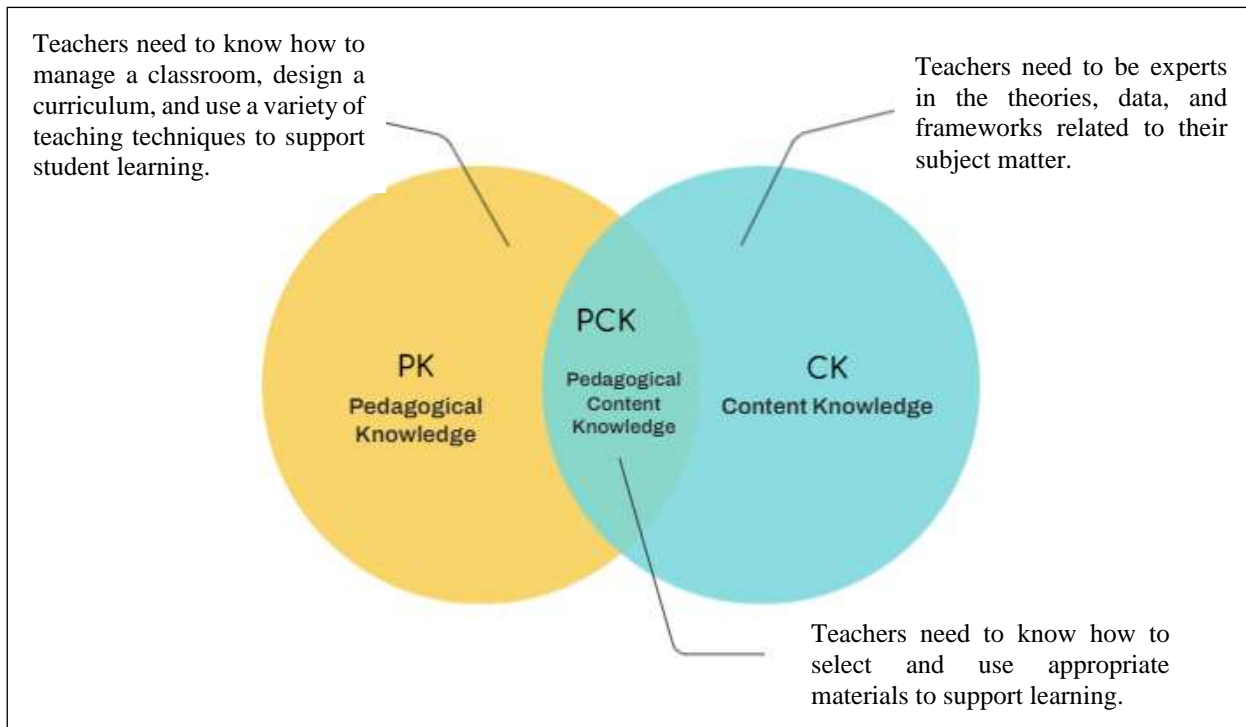 Teachers need to know how to
manage a classroom, design a
curriculum, and use a variety of
teaching techniques to support
student learning.
Teachers need to be experts
in the theories, data, and
frameworks related to their
subject matter.
PK
Pedagogical
Knowledge
PCK
Pedagogical
Content
Knowledge
CK
Content Knowledge
Teachers need to know how to
select and use appropriate
materials to support learning.